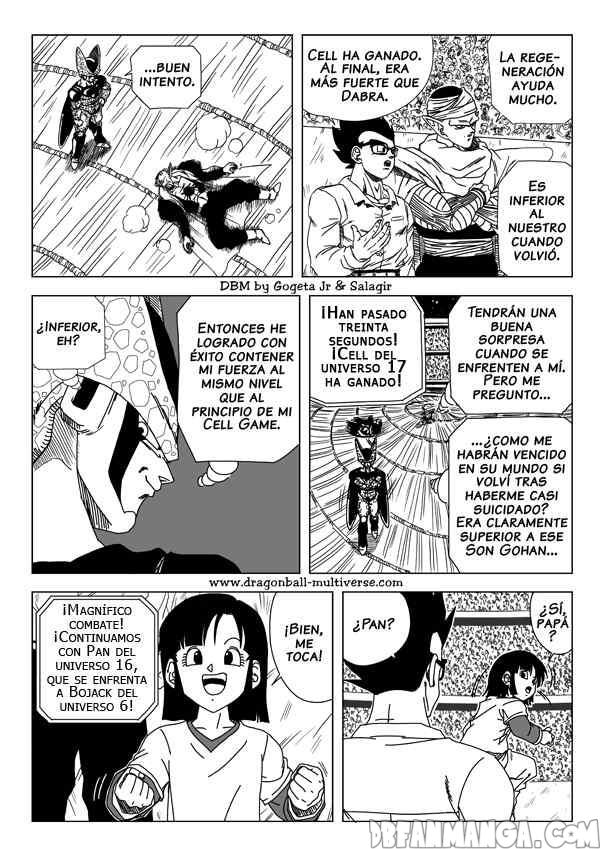 ...BUEN
INTENTO.
CELL HA GANADO.
AL FINAL, ERA
MÁS FUERTE QUE
DABRA.
LA REGE-
NERACIÓN
AYUDA
MUCHO.
ES
INFERIOR
AL
NUESTRO
CUANDO
VOLVIÓ.
DBM by Gogeta Jr & Salagir
¿INFERIOR,
EH?
ENTONCES HE
LOGRADO CON
ÉXITO CONTENER
MI FUERZA AL
MISMO NIVEL
QUE AL
PRINCIPIO DE MI
CELL GAME.
¡HAN PASADO
TREINTA
SEGUNDOS!
¡CELL DEL
UNIVERSO 17
HA GANADO!
TENDRÁN UNA
BUENA
SORPRESA
CUANDO SE
ENFRENTEN A
MÍ. PERO ME
PREGUNTO...
...¿CÓMO ME
HABRÁN VENCIDO
EN SU MUNDO SI
VOLVÍ TRAS
HABERME CASI
SUICIDADO?
ERA CLARAMENTE
SUPERIOR A ESE
SON GOHAN...
www.dragonball-multiverse.com
¡MAGNÍFICO
COMBATE!
¡CONTINUAMOS
CON PAN DEL
UNIVERSO 16,
QUE SE ENFRENTA
A BOJACK DEL
UNIVERSO 6!
¡BIEN,
ME
TOCA!
¿PAN?
¿SÍ,
PAPÁ?
DBFANMANGA.COM